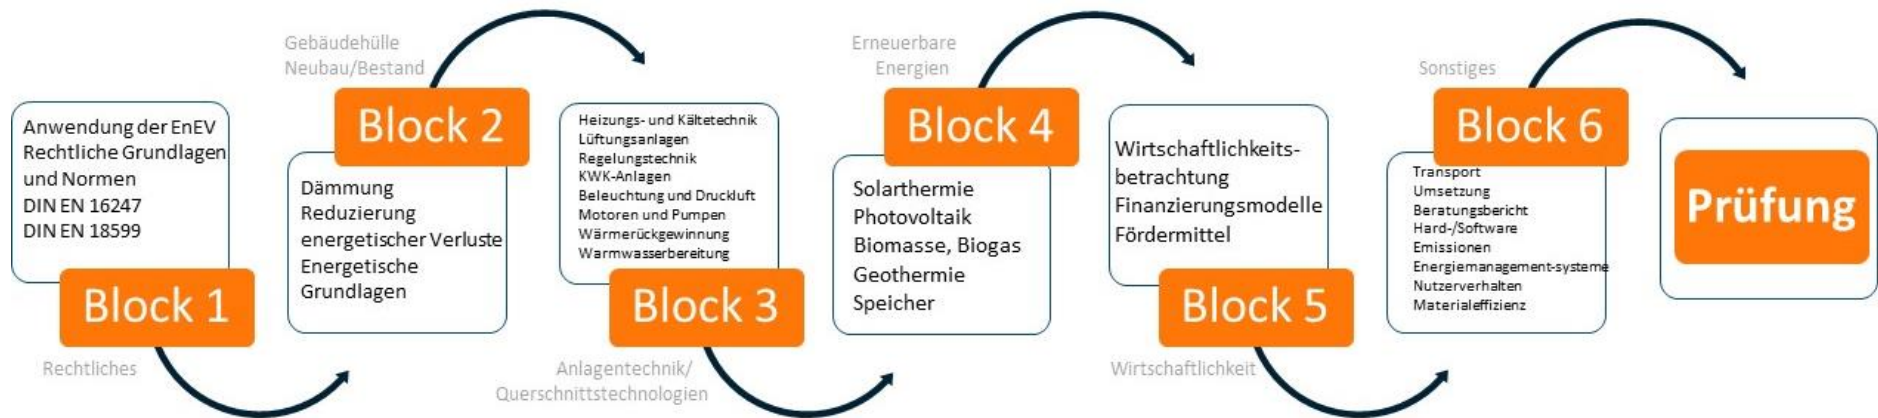 Anwendung der EnEV
Rechtliche Grundlagen
und Normen
DIN EN 16247
DIN EN 18599
Block 1
Rechtliches
Gebäudehülle
Neubau/Bestand
Block 2
Dämmung
Reduzierung
energetischer Verluste
Energetische
Grundlagen
Heizungs- und Kältetechnik
Lüftungsanlagen
Regelungstechnik
KWK-Anlagen
Beleuchtung und Druckluft
Motoren und Pumpen
Wärmerückgewinnung
Warmwasserbereitung
Block 3
Anlagentechnik/
Querschnittstechnologien
Erneuerbare
Energien
Block 4
Solarthermie
Photovoltaik
Biomasse, Biogas
Geothermie
Speicher
Wirtschaftlichkeits-
betrachtung
Finanzierungsmodelle
Fördermittel
Block 5
Wirtschaftlichkeit
Sonstiges
Block 6
Transport
Umsetzung
Beratungsbericht
Hard-/Software
Emissionen
Energiemanagement-systeme
Nutzerverhalten
Materialeffizienz
Prüfung